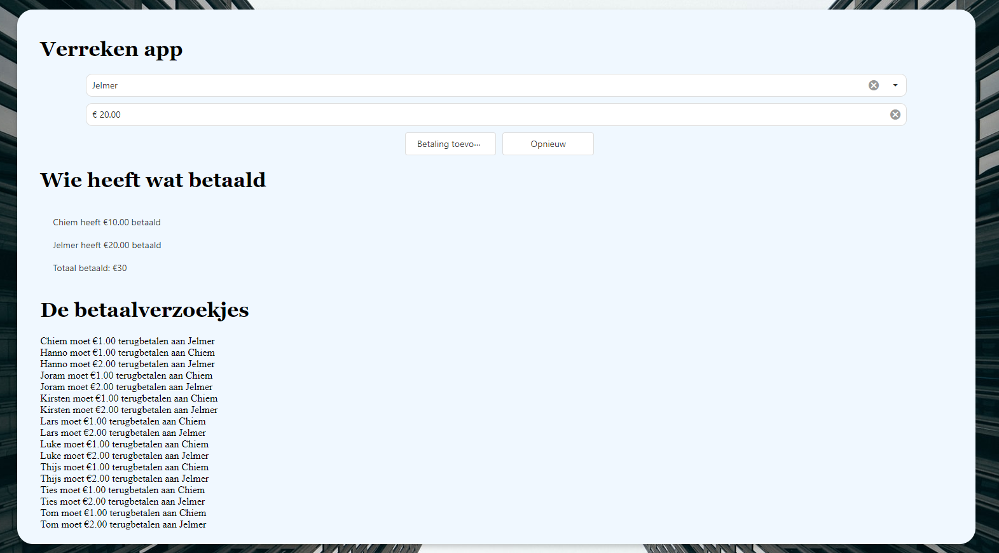 Verreken app
Jelmer
€ 20.00
Betaling toevo...
Opnieuw
Wie heeft wat betaald
Chiem heeft €10.00 betaald
Jelmer heeft €20.00 betaald
Totaal betaald: €30
De betaalverzoekjes
Chiem moet €1.00 terugbetalen aan Jelmer
Hanno moet €1.00 terugbetalen aan Chiem
Hanno moet €2.00 terugbetalen aan Jelmer
Joram moet €1.00 terugbetalen aan Chiem
Joram moet €2.00 terugbetalen aan Jelmer
Kirsten moet €1.00 terugbetalen aan Chiem
Kirsten moet €2.00 terugbetalen aan Jelmer
Lars moet €1.00 terugbetalen aan Chiem
Lars moet €2.00 terugbetalen aan Jelmer
Luke moet €1.00 terugbetalen aan Chiem
Luke moet €2.00 terugbetalen aan Jelmer
Thijs moet €1.00 terugbetalen aan Chiem
Thijs moet €2.00 terugbetalen aan Jelmer
Ties moet €1.00 terugbetalen aan Chiem
Ties moet €2.00 terugbetalen aan Jelmer
Tom moet €1.00 terugbetalen aan Chiem
Tom moet €2.00 terugbetalen aan Jelmer